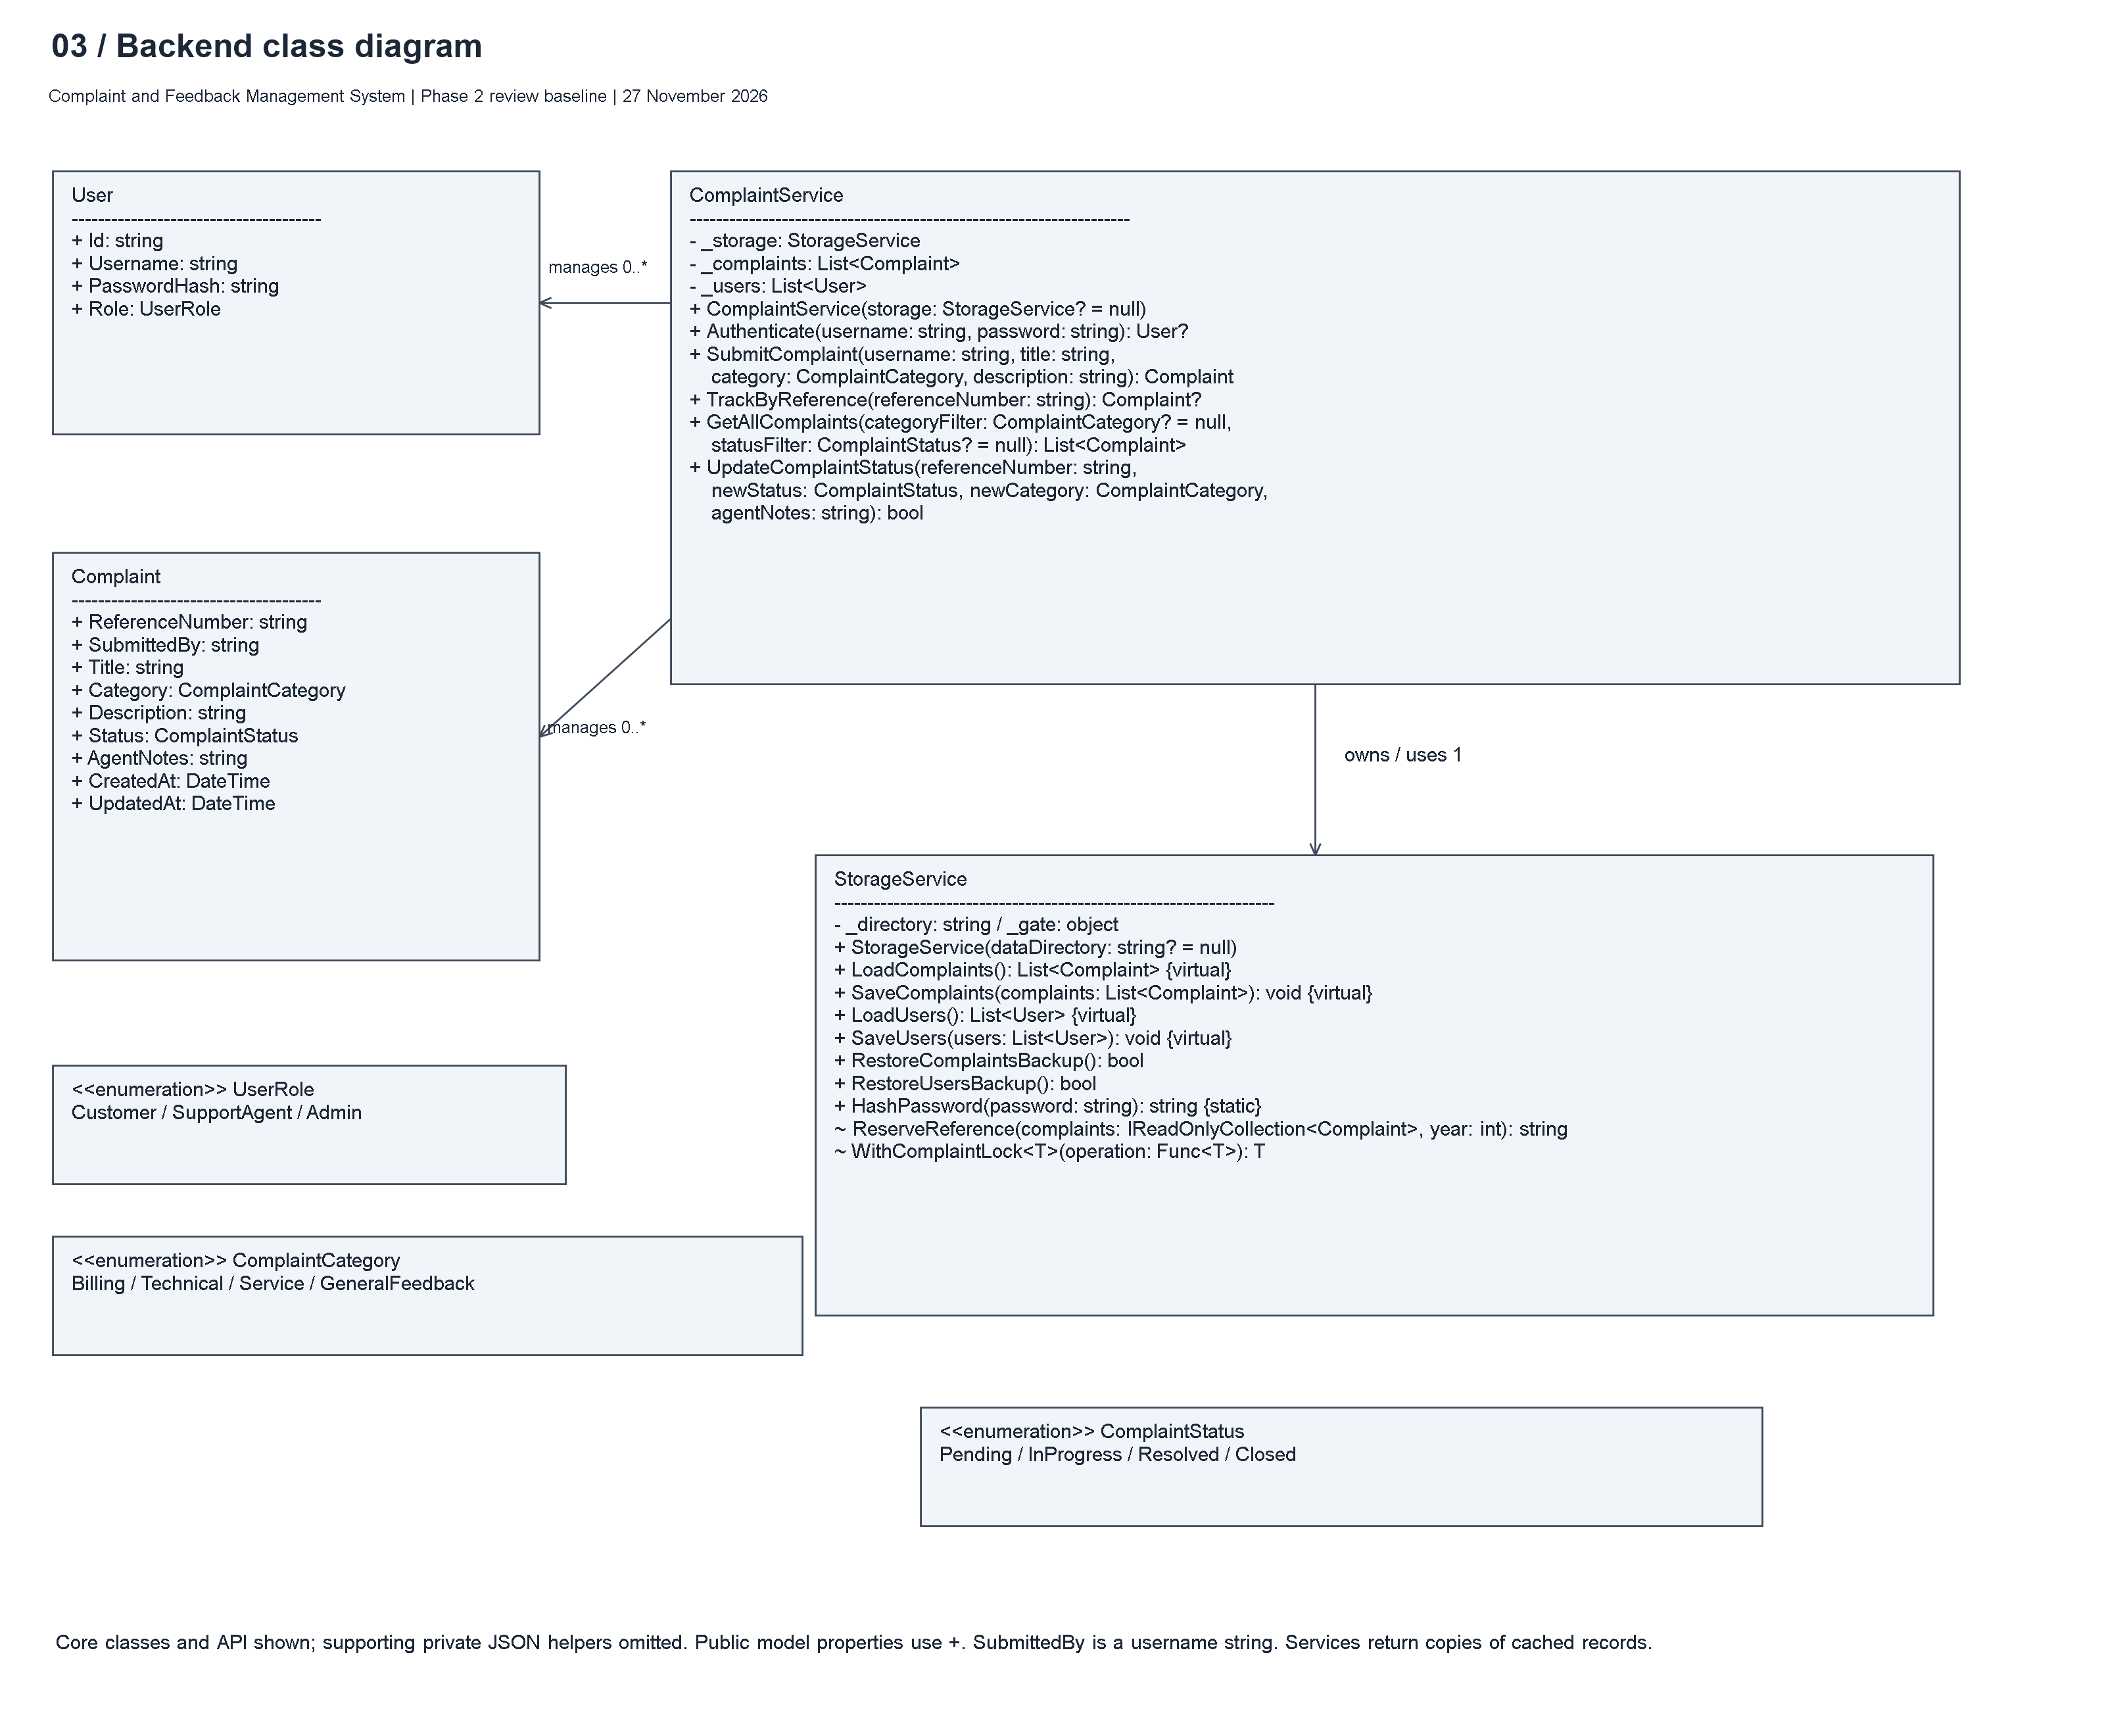 03 / Backend class diagram
Complaint and Feedback Management System | Phase 2 review baseline | 27 November 2026
User
--------------------------------------
+ Id: string
+ Username: string
+ PasswordHash: string
+ Role: UserRole
manages 0..*
ComplaintService
-------------------------------------------------------------------
- _storage: StorageService
- _complaints: List<Complaint>
- _users: List<User>
+ ComplaintService(storage: StorageService? = null)
+ Authenticate(username: string, password: string): User?
+ SubmitComplaint(username: string, title: string,
category: ComplaintCategory, description: string): Complaint
+ TrackByReference(referenceNumber: string): Complaint?
+ GetAllComplaints(categoryFilter: ComplaintCategory? = null,
statusFilter: ComplaintStatus? = null): List<Complaint>
+ UpdateComplaintStatus(referenceNumber: string,
newStatus: ComplaintStatus, newCategory: ComplaintCategory,
agentNotes: string): bool
Complaint
--------------------------------------
+ ReferenceNumber: string
+ SubmittedBy: string
+ Title: string
+ Category: ComplaintCategory
+ Description: string
+ Status: ComplaintStatus
+ AgentNotes: string
+ CreatedAt: DateTime
+ UpdatedAt: DateTime
manages 0..*
owns / uses 1
StorageService
-------------------------------------------------------------------
- _directory: string / _gate: object
+ StorageService(dataDirectory: string? = null)
+ LoadComplaints(): List<Complaint> {virtual}
+ SaveComplaints(complaints: List<Complaint>): void {virtual}
+ LoadUsers(): List<User> {virtual}
+ SaveUsers(users: List<User>): void {virtual}
+ RestoreComplaintsBackup(): bool
+ RestoreUsersBackup(): bool
+ HashPassword(password: string): string {static}
~ ReserveReference(complaints: IReadOnlyCollection<Complaint>, year: int): string
~ WithComplaintLock<T>(operation: Func<T>): T
<<enumeration>> UserRole
Customer / SupportAgent / Admin
<<enumeration>> ComplaintCategory
Billing / Technical / Service / GeneralFeedback
<<enumeration>> ComplaintStatus
Pending / InProgress / Resolved / Closed
Core classes and API shown; supporting private JSON helpers omitted. Public model properties use +. SubmittedBy is a username string. Services return copies of cached records.